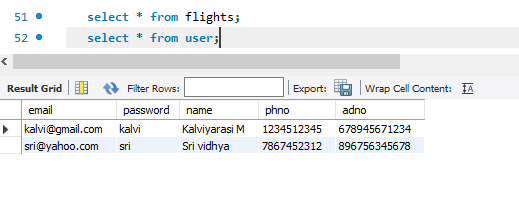 51 select * from flights;
52 select * from user;
Result Grid Filter Rows: Export: Wrap Cell Content:
email password name phno adno
kalvi@gmail.com kalvi Kalviyarasi M 1234512345 678945671234
sri@yahoo.com sri Sri vidhya 7867452312 896756345678